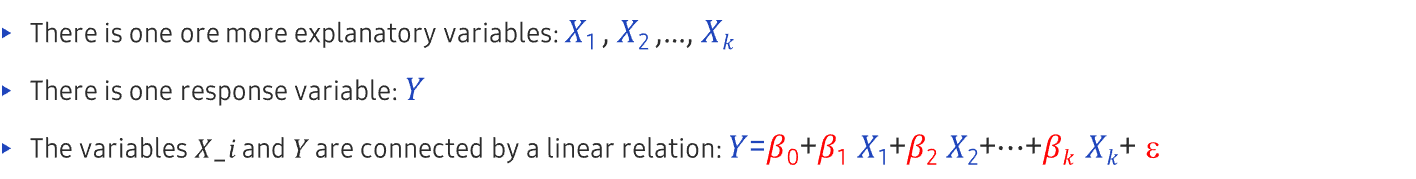 ▸ There is one ore more explanatory variables: X₁ , X₂ ,..., Xₖ
▸ There is one response variable: Y
▸ The variables X_i and Y are connected by a linear relation: Y=β₀+β₁ X₁+β₂ X₂+⋯+βₖ Xₖ+ ε